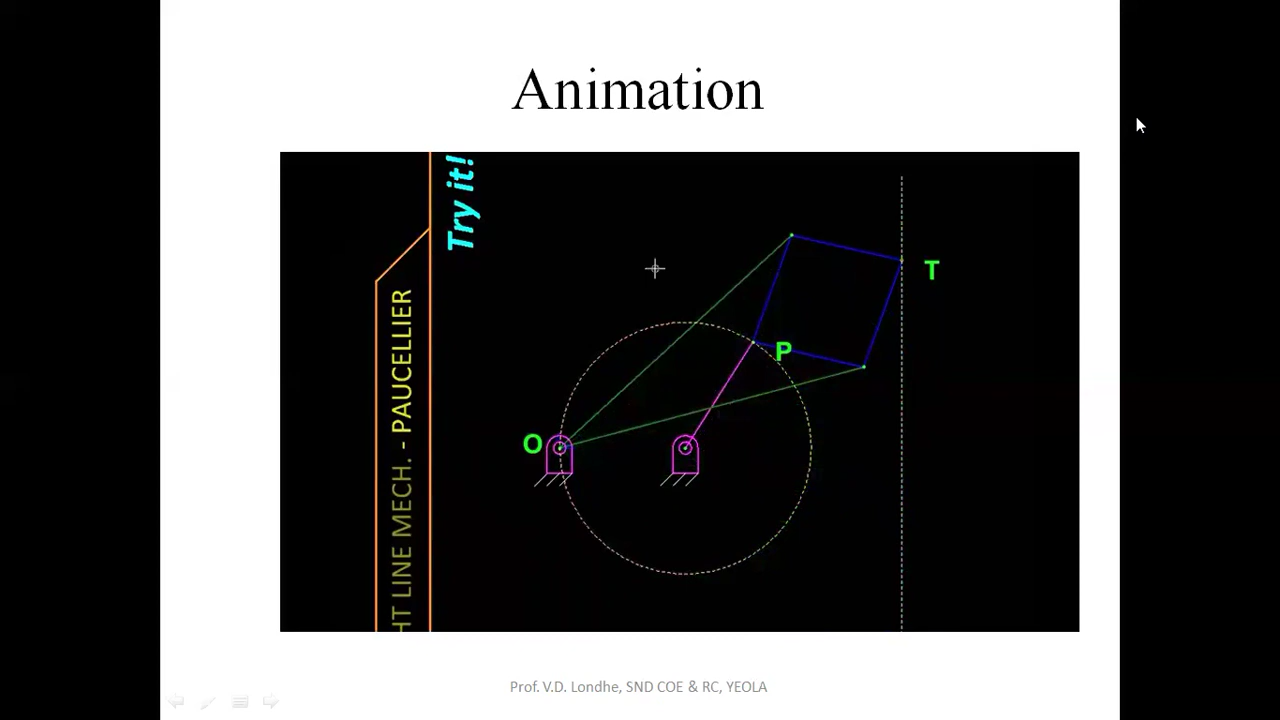 Animation
Try it!
HT LINE MECH. - PAUCELLIER
T
P
O
Prof. V.D. Londhe, SND COE & RC, YEOLA